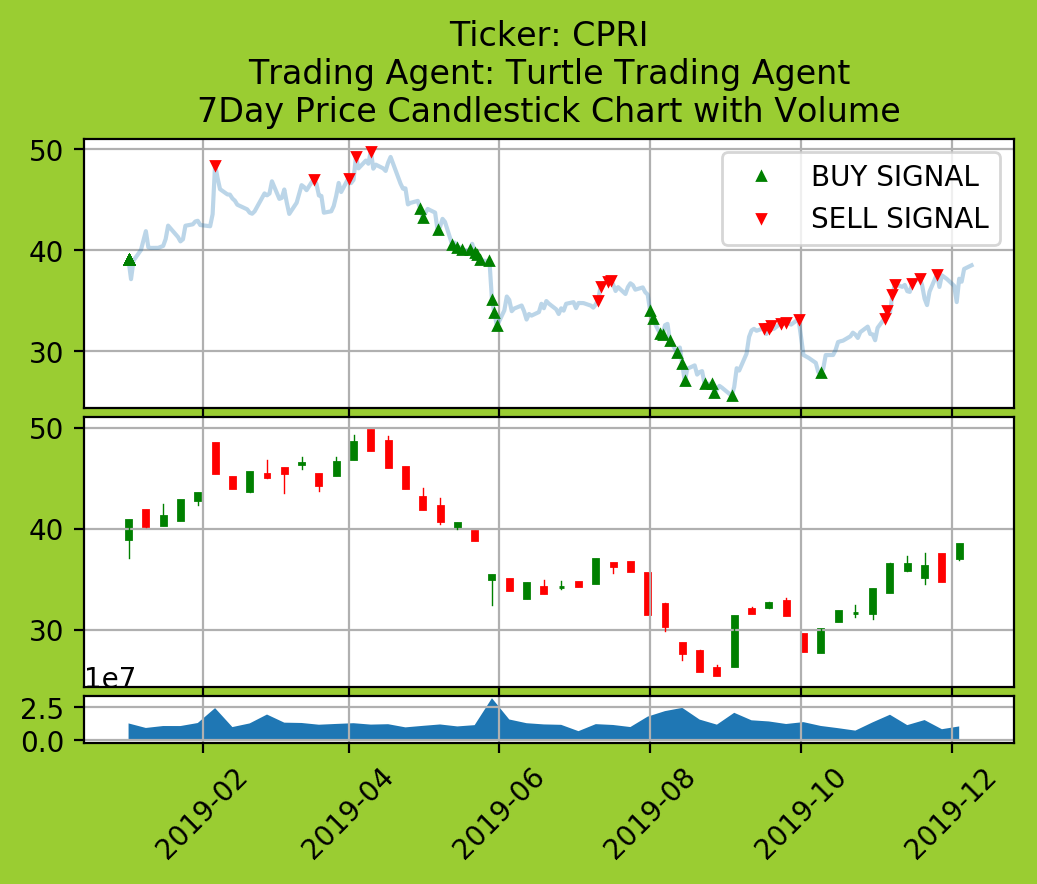 Ticker: CPRI
Trading Agent: Turtle Trading Agent
7Day Price Candlestick Chart with Volume
50
40
30
BUY SIGNAL
SELL SIGNAL
50
40
30
1e7
2.5
0.0
2019-02
2019-04
2019-06
2019-08
2019-10
2019-12